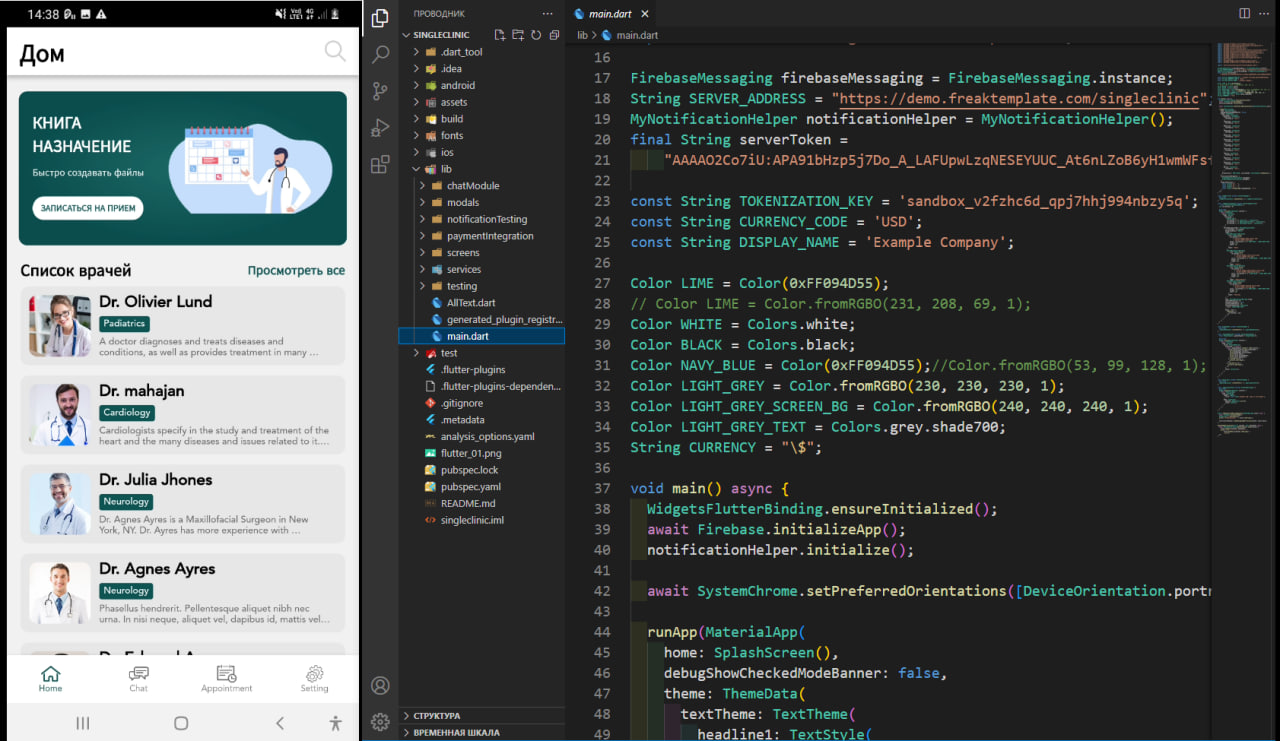 14:38
Дом
КНИГА
НАЗНАЧЕНИЕ
Быстро создавать файлы
ЗАПИСАТЬСЯ НА ПРИЕМ
Список врачей Просмотреть все
Dr. Olivier Lund
Padiatrics
A doctor diagnoses and treats diseases and
conditions, as well as provides treatment in many ...
Dr. mahajan
Cardiology
Cardiologists specify in the study and treatment of the
heart and the many diseases and issues related to it....
Dr. Julia Jhones
Neurology
Dr. Agnes Ayres is a Maxillofacial Surgeon in New
York, NY. Dr. Ayres has more experience with ...
Dr. Agnes Ayres
Neurology
Phasellus hendrerit. Pellentesque aliquet nibh nec
urna. In nisi neque, aliquet vel, dapibus id, mattis vel...
Home Chat Appointment Setting
ПРОВОДНИК ...
SINGLECLINIC
.dart_tool
.idea
android
assets
build
fonts
ios
lib
chatModule
modals
notificationTesting
paymentIntegration
screens
services
testing
AllText.dart
generated_plugin_registr...
main.dart
test
.flutter-plugins
.flutter-plugins-dependen...
.gitignore
.metadata
analysis_options.yaml
flutter_01.png
pubspec.lock
pubspec.yaml
README.md
singleclinic.iml
СТРУКТУРА
ВРЕМЕННАЯ ШКАЛА
main.dart
lib > main.dart
16
17 FirebaseMessaging firebaseMessaging = FirebaseMessaging.instance;
18 String SERVER_ADDRESS = "https://demo.freaktemplate.com/singleclinic";
19 MyNotificationHelper notificationHelper = MyNotificationHelper();
20 final String serverToken =
21 "AAAAO2Co7iU:APA91bHzp5j7Do_A_LAFUpwLzqNESEYUUC_At6nLZoB6yH1wmWFs
22
23 const String TOKENIZATION_KEY = 'sandbox_v2fzhc6d_qpj7hhj994nbzy5q';
24 const String CURRENCY_CODE = 'USD';
25 const String DISPLAY_NAME = 'Example Company';
26
27 Color LIME = Color(0xFF094D55);
28 // Color LIME = Color.fromRGBO(231, 208, 69, 1);
29 Color WHITE = Colors.white;
30 Color BLACK = Colors.black;
31 Color NAVY_BLUE = Color(0xFF094D55);//Color.fromRGBO(53, 99, 128, 1);
32 Color LIGHT_GREY = Color.fromRGBO(230, 230, 230, 1);
33 Color LIGHT_GREY_SCREEN_BG = Color.fromRGBO(240, 240, 240, 1);
34 Color LIGHT_GREY_TEXT = Colors.grey.shade700;
35 String CURRENCY = "\$";
36
37 void main() async {
38 WidgetsFlutterBinding.ensureInitialized();
39 await Firebase.initializeApp();
40 notificationHelper.initialize();
41
42 await SystemChrome.setPreferredOrientations([DeviceOrientation.portr
43
44 runApp(MaterialApp(
45 home: SplashScreen(),
46 debugShowCheckedModeBanner: false,
47 theme: ThemeData(
48 textTheme: TextTheme(
49 headline1: TextStyle(